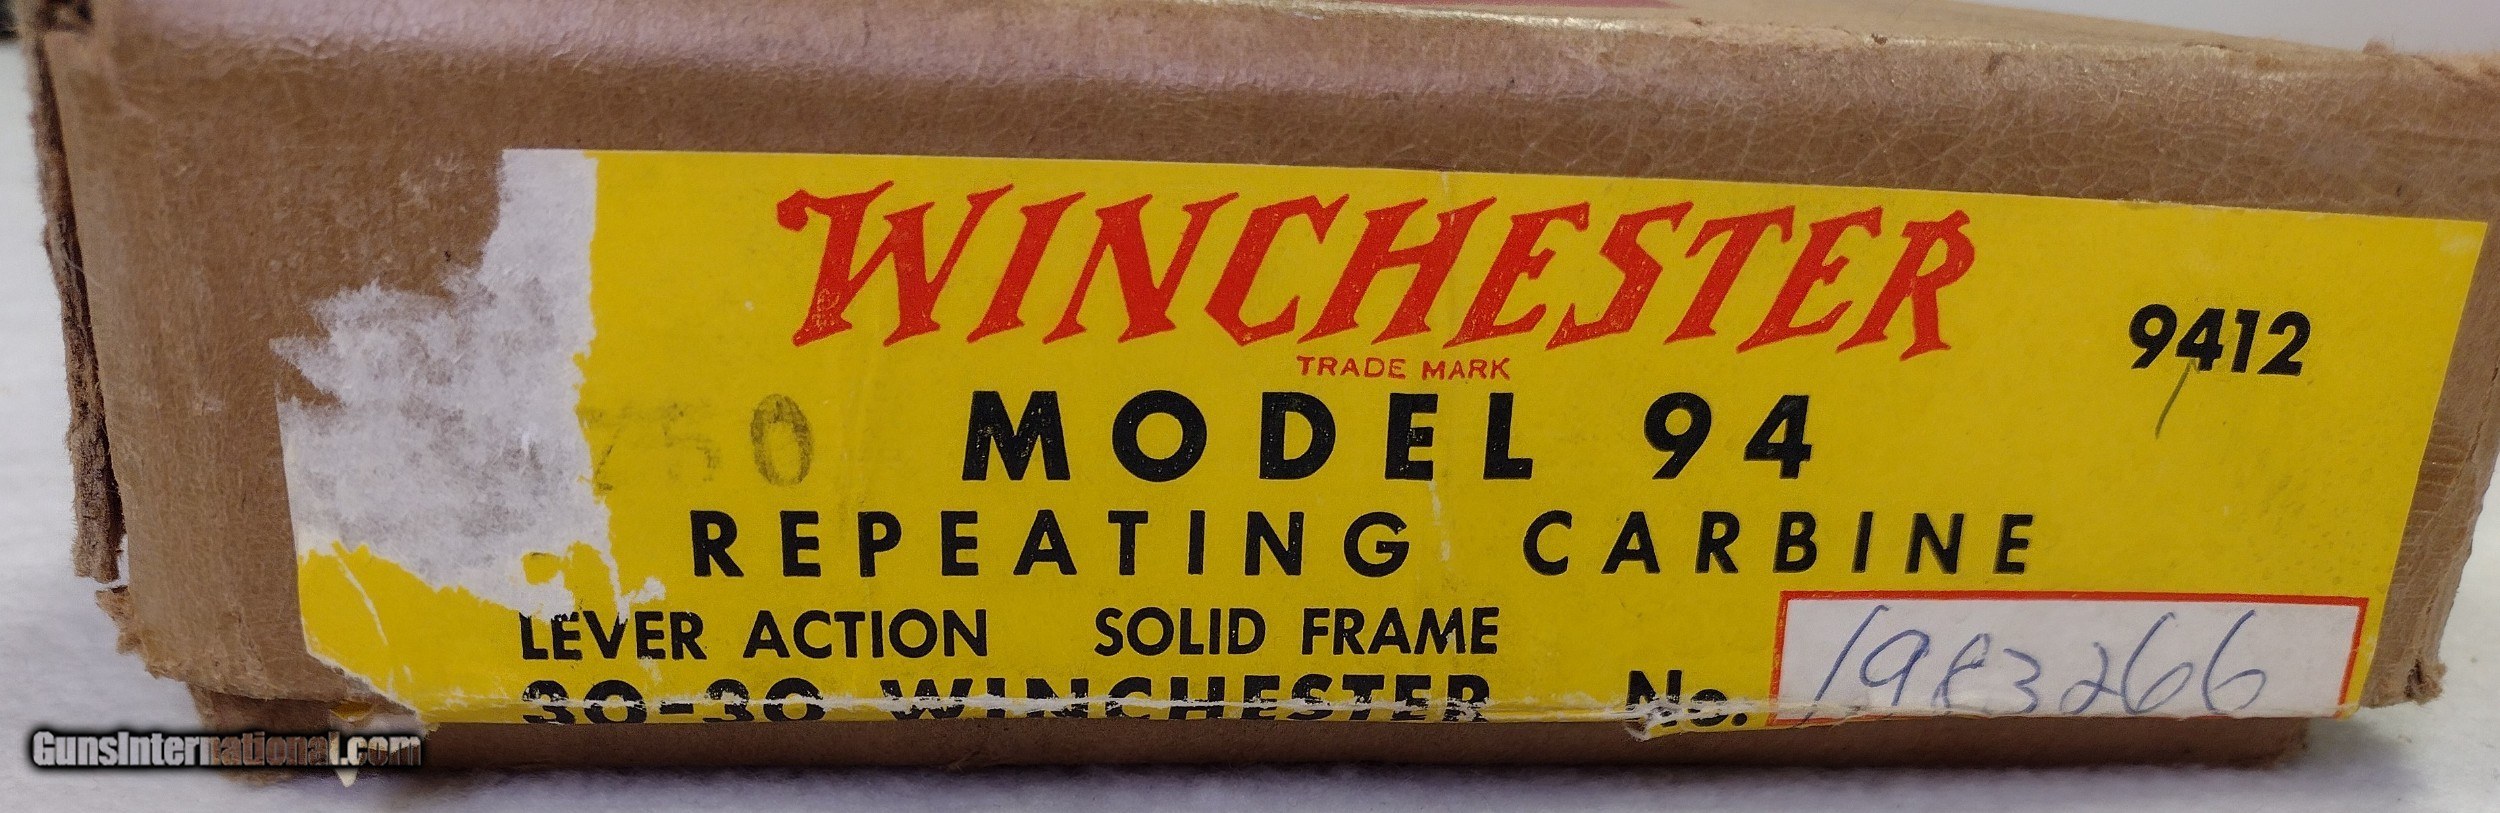 WINCHESTER
TRADE MARK
9412
MODEL 94
REPEATING CARBINE
LEVER ACTION SOLID FRAME
30-30 WINCHESTER No. 1983266
GunsInternational.com